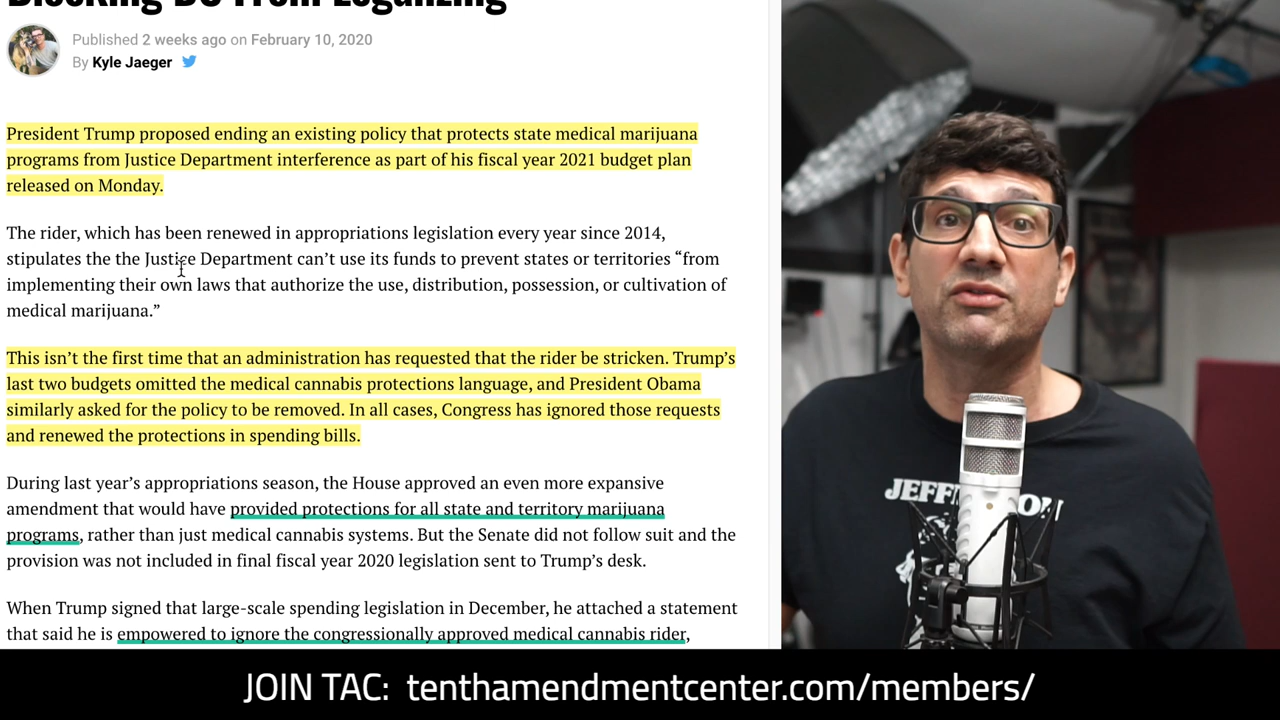 Published 2 weeks ago on February 10, 2020
By Kyle Jaeger
President Trump proposed ending an existing policy that protects state medical marijuana
programs from Justice Department interference as part of his fiscal year 2021 budget plan
released on Monday.
The rider, which has been renewed in appropriations legislation every year since 2014,
stipulates the the Justice Department can’t use its funds to prevent states or territories “from
implementing their own laws that authorize the use, distribution, possession, or cultivation of
medical marijuana.”
This isn’t the first time that an administration has requested that the rider be stricken. Trump’s
last two budgets omitted the medical cannabis protections language, and President Obama
similarly asked for the policy to be removed. In all cases, Congress has ignored those requests
and renewed the protections in spending bills.
During last year’s appropriations season, the House approved an even more expansive
amendment that would have provided protections for all state and territory marijuana
programs, rather than just medical cannabis systems. But the Senate did not follow suit and the
provision was not included in final fiscal year 2020 legislation sent to Trump’s desk.
When Trump signed that large-scale spending legislation in December, he attached a statement
that said he is empowered to ignore the congressionally approved medical cannabis rider,
JOIN TAC: tenthamendmentcenter.com/members/